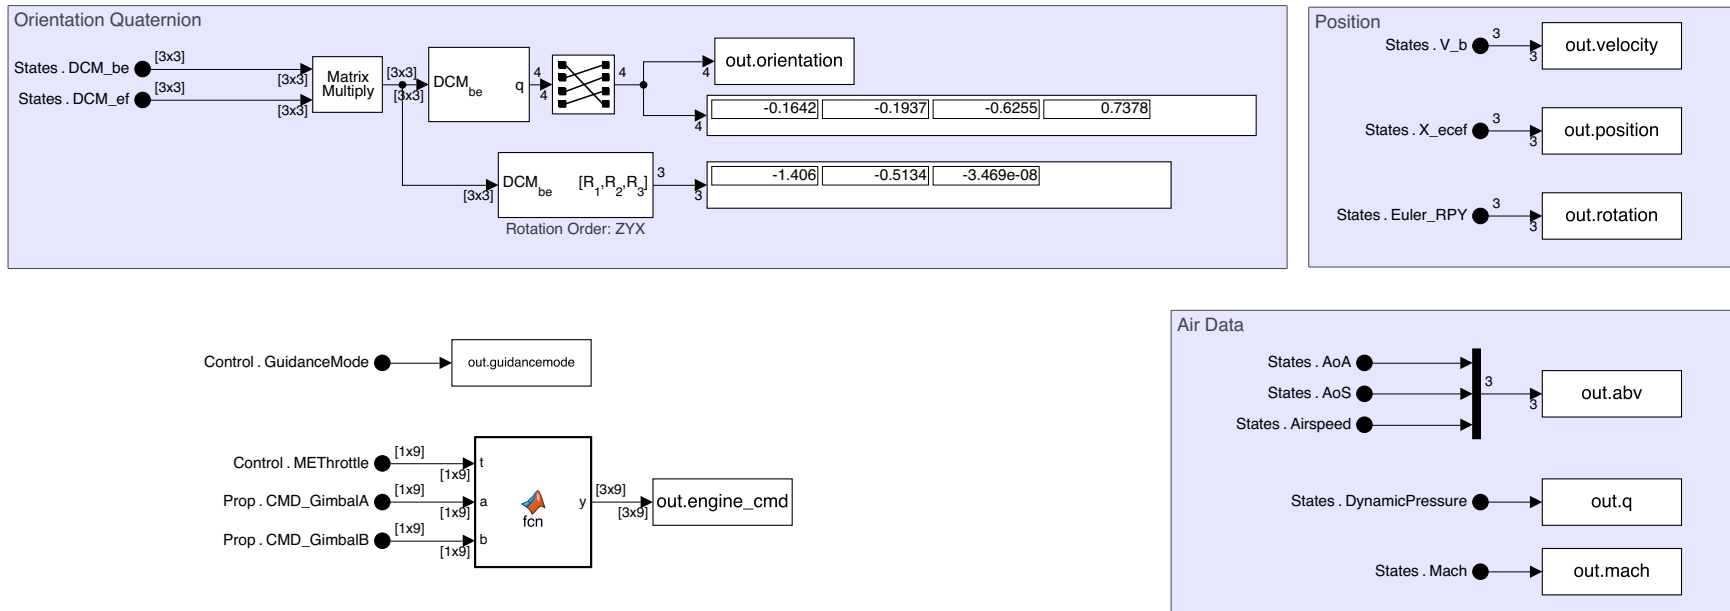 Orientation Quaternion
States . DCM_be
[3x3]
[3x3]
States . DCM_ef
[3x3]
[3x3]
Matrix
Multiply
[3x3]
[3x3]
DCM be
q
4
4
4
out.orientation
4
-0.1642 -0.1937 -0.6255 0.7378
4
[3x3]
DCM be
[R1,R2,R3]
3
3
-1.406 -0.5134 -3.469e-08
Rotation Order: ZYX
Position
States . V_b
3
3
out.velocity
States . X_ecef
3
3
out.position
States . Euler_RPY
3
3
out.rotation
Control . GuidanceMode
out.guidancemode
Control . METhrottle
[1x9]
[1x9]
t
Prop . CMD_GimbalA
[1x9]
[1x9]
a
Prop . CMD_GimbalB
[1x9]
[1x9]
b
fcn
y
[3x9]
[3x9]
out.engine_cmd
Air Data
States . AoA
States . AoS
States . Airspeed
3
3
out.abv
States . DynamicPressure
out.q
States . Mach
out.mach